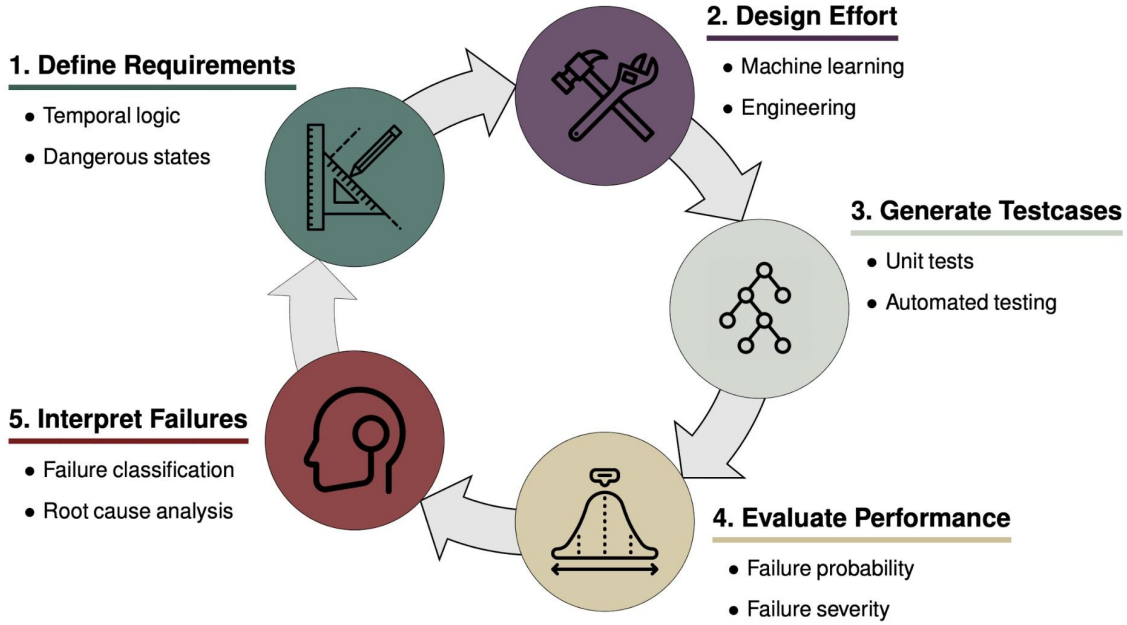 1. Define Requirements
• Temporal logic
• Dangerous states
2. Design Effort
• Machine learning
• Engineering
3. Generate Testcases
• Unit tests
• Automated testing
4. Evaluate Performance
• Failure probability
• Failure severity
5. Interpret Failures
• Failure classification
• Root cause analysis